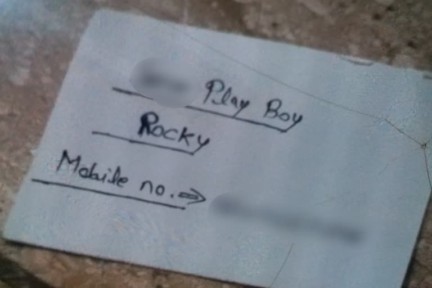 Play Boy
Rocky
Mobile no. ⇒